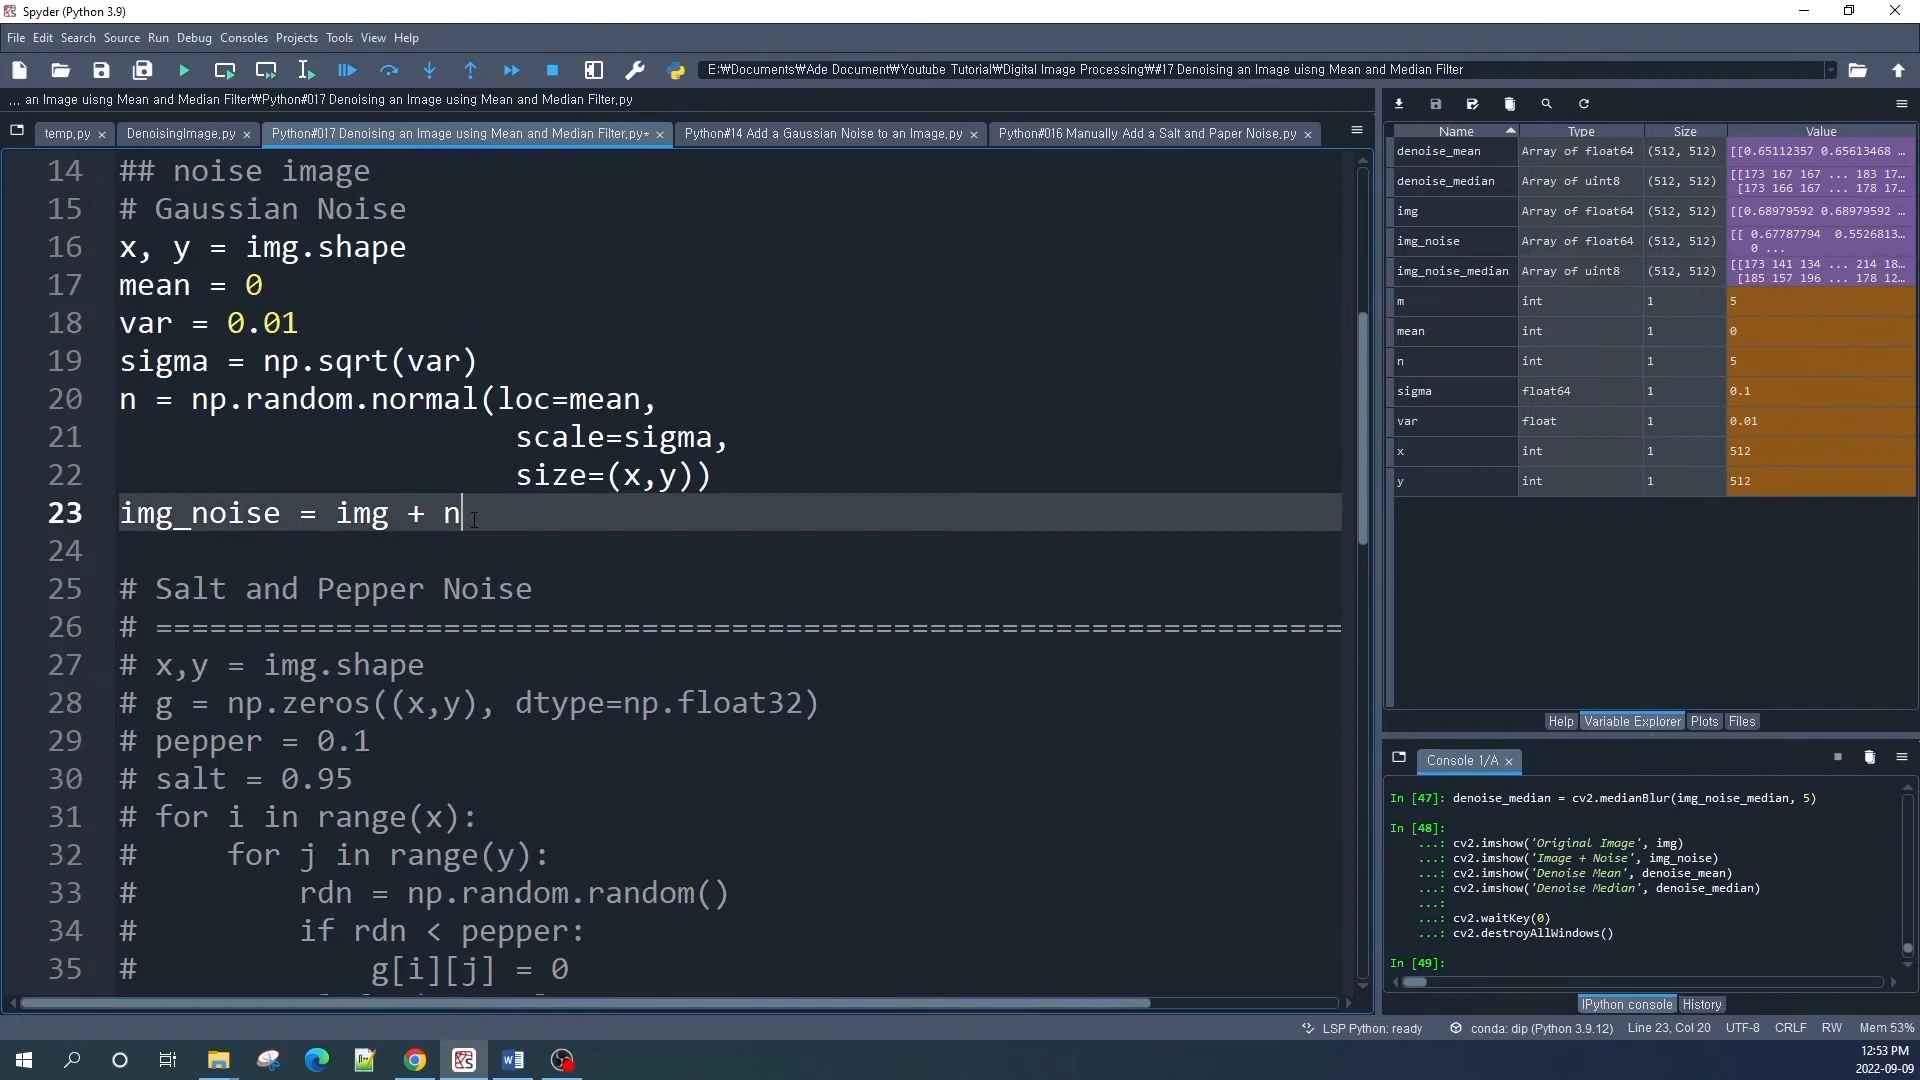 Spyder (Python 3.9)
File Edit Search Source Run Debug Consoles Projects Tools View Help
E:₩Documents₩Ade Document₩Youtube Tutorial₩Digital Image Processing₩#17 Denoising an Image uisng Mean and Median Filter
... an Image uisng Mean and Median Filter₩Python#017 Denoising an Image using Mean and Median Filter.py
temp.py DenoisingImage.py Python#017 Denoising an Image using Mean and Median Filter.py* Python#14 Add a Gaussian Noise to an Image.py Python#016 Manually Add a Salt and Paper Noise.py
14 ## noise image
15 # Gaussian Noise
16 x, y = img.shape
17 mean = 0
18 var = 0.01
19 sigma = np.sqrt(var)
20 n = np.random.normal(loc=mean,
21 scale=sigma,
22 size=(x,y))
23 img_noise = img + n
24
25 # Salt and Pepper Noise
26 # ==================================================================
27 # x,y = img.shape
28 # g = np.zeros((x,y), dtype=np.float32)
29 # pepper = 0.1
30 # salt = 0.95
31 # for i in range(x):
32 # for j in range(y):
33 # rdn = np.random.random()
34 # if rdn < pepper:
35 # g[i][j] = 0
Name Type Size Value
denoise_mean Array of float64 (512, 512) [[0.65112357 0.65613468 …
denoise_median Array of uint8 (512, 512) [[173 167 167 ... 183 17…
[173 166 167 ... 178 17…
img Array of float64 (512, 512) [[0.68979592 0.68979592 …
img_noise Array of float64 (512, 512) [[ 0.67787794 0.5526813…
0 ...
img_noise_median Array of uint8 (512, 512) [[173 141 134 ... 214 18…
[185 157 196 ... 178 12…
m int 1 5
mean int 1 0
n int 1 5
sigma float64 1 0.1
var float 1 0.01
x int 1 512
y int 1 512
Help Variable Explorer Plots Files
Console 1/A
In [47]: denoise_median = cv2.medianBlur(img_noise_median, 5)
In [48]:
...: cv2.imshow('Original Image', img)
...: cv2.imshow('Image + Noise', img_noise)
...: cv2.imshow('Denoise Mean', denoise_mean)
...: cv2.imshow('Denoise Median', denoise_median)
...:
...: cv2.waitKey(0)
...: cv2.destroyAllWindows()
In [49]:
IPython console History
LSP Python: ready conda: dip (Python 3.9.12) Line 23, Col 20 UTF-8 CRLF RW Mem 53%
12:53 PM
2022-09-09